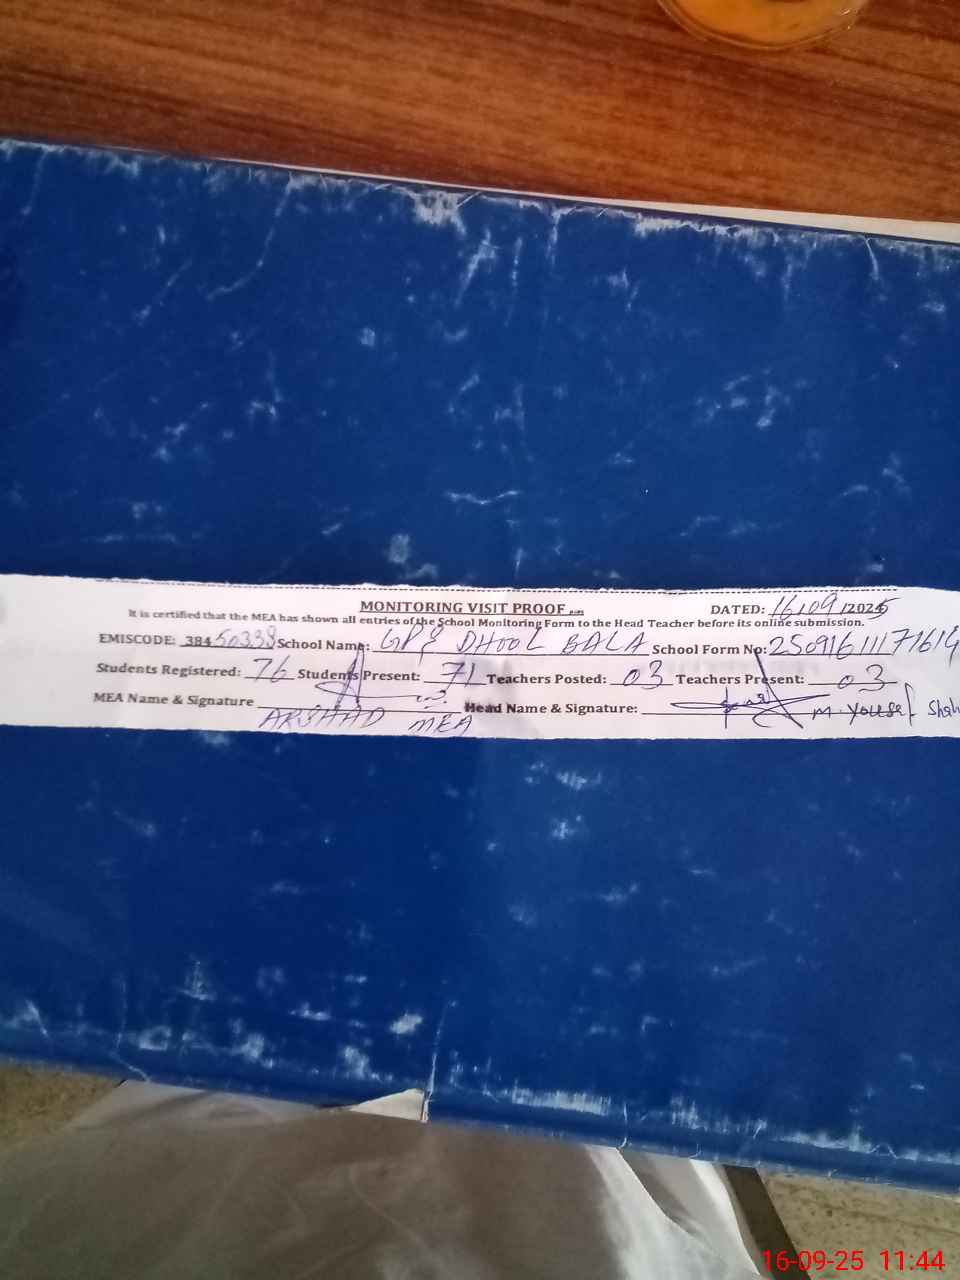 MONITORING VISIT PROOF DATED: 16/09/2025
It is certified that the MEA has shown all entries of the School Monitoring Form to the Head Teacher before its online submission.
EMISCODE: 38450338 School Name: GPS DHOOL BALA School Form No: 25091611171614
Students Registered: 76 Students Present: 71 Teachers Posted: 03 Teachers Present: 03
MEA Name & Signature ARSHAD MEA Head Name & Signature: M. Yousaf Shah
16-09-25 11:44